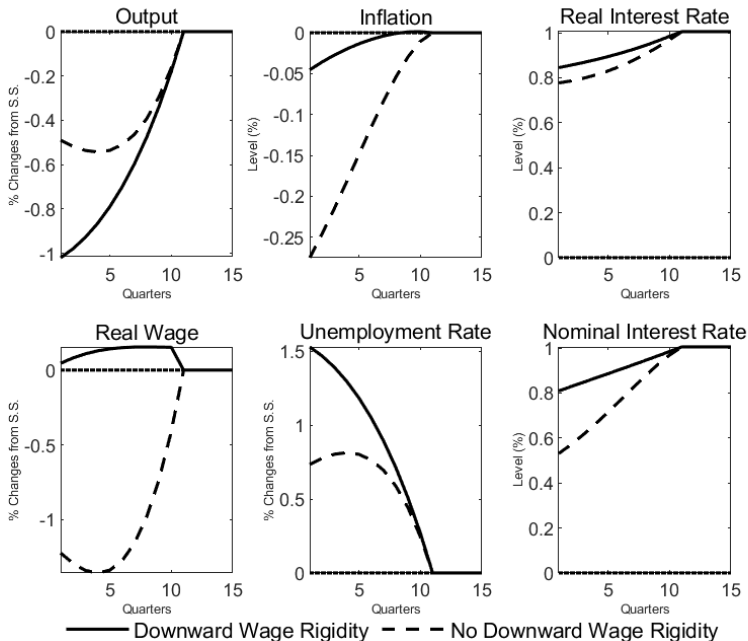 Output
Inflation
Real Interest Rate
% Changes from S.S.
0
-0.2
-0.4
-0.6
-0.8
-1
5
10
15
Quarters
Level (%)
0
-0.05
-0.1
-0.15
-0.2
-0.25
5
10
15
Quarters
1
0.8
0.6
0.4
0.2
0
5
10
15
Quarters
Real Wage
Unemployment Rate
Nominal Interest Rate
% Changes from S.S.
0
-0.5
-1
5
10
15
Quarters
% Changes from S.S.
1.5
1
0.5
0
5
10
15
Quarters
Level (%)
1
0.8
0.6
0.4
0.2
0
5
10
15
Quarters
Level (%)
Downward Wage Rigidity
No Downward Wage Rigidity